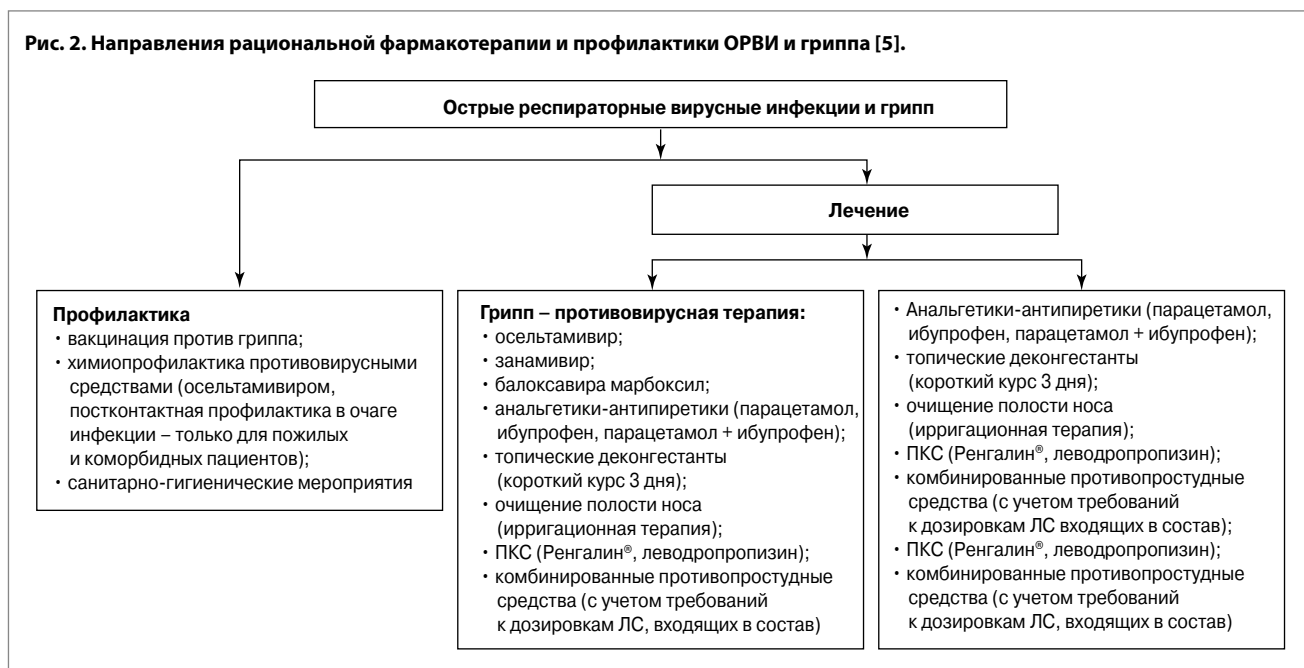 Рис. 2. Направления рациональной фармакотерапии и профилактики ОРВИ и гриппа [5].
Острые респираторные вирусные инфекции и грипп
Лечение
Профилактика
• вакцинация против гриппа;
• химиопрофилактика противовирусными
средствами (осельтамивиром,
постконтактная профилактика в очаге
инфекции – только для пожилых
и коморбидных пациентов);
• санитарно-гигиенические мероприятия
Грипп – противовирусная терапия:
• осельтамивир;
• занамивир;
• балоксавира марбоксил;
• анальгетики-антипиретики (парацетамол,
ибупрофен, парацетамол + ибупрофен);
• топические деконгестанты
(короткий курс 3 дня);
• очищение полости носа
(ирригационная терапия);
• ПКС (Ренгалин®, леводропропизин);
• комбинированные противопростудные
средства (с учетом требований
к дозировкам ЛС, входящих в состав)
• Анальгетики-антипиретики (парацетамол,
ибупрофен, парацетамол + ибупрофен);
• топические деконгестанты
(короткий курс 3 дня);
• очищение полости носа
(ирригационная терапия);
• ПКС (Ренгалин®, леводропропизин);
• комбинированные противопростудные
средства (с учетом требований
к дозировкам ЛС входящих в состав);
• ПКС (Ренгалин®, леводропропизин);
• комбинированные противопростудные
средства (с учетом требований
к дозировкам ЛС, входящих в состав)